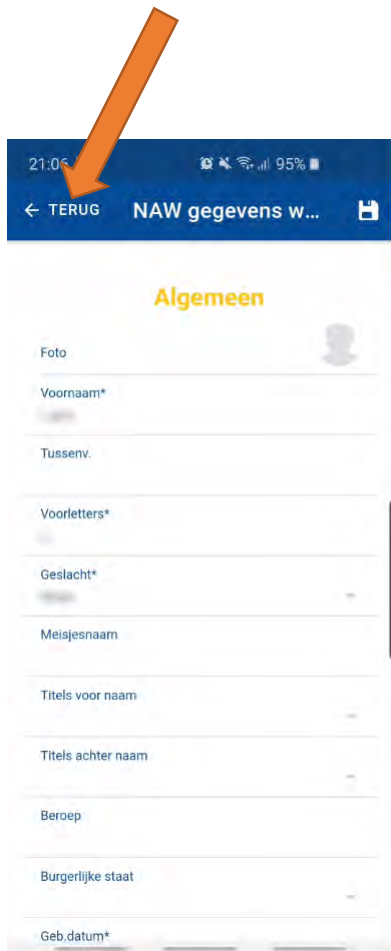 21:06
95%
← TERUG NAW gegevens w...
Algemeen
Foto
Voornaam*
Tussenv.
Voorletters*
Geslacht*
Meisjesnaam
Titels voor naam
Titels achter naam
Beroep
Burgerlijke staat
Geb.datum*